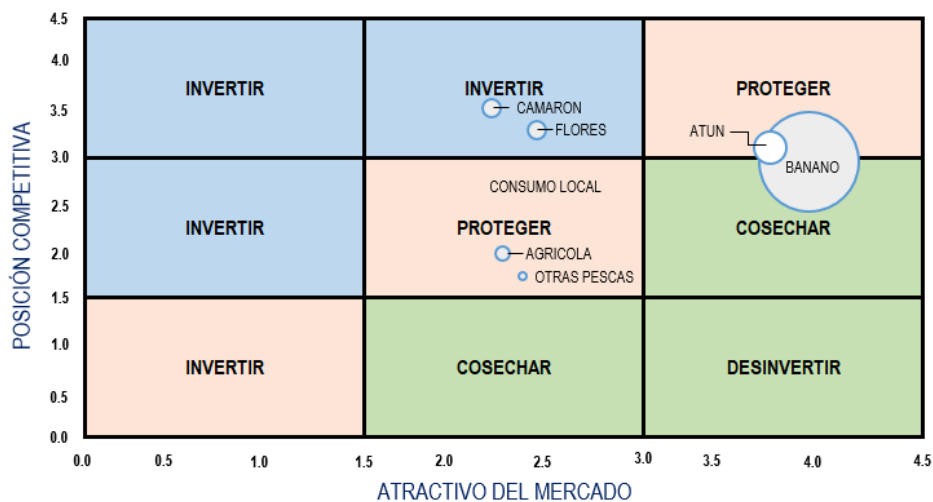 4.5
4.0
INVERTIR
INVERTIR
PROTEGER
3.5
CAMARON
FLORES
ATUN
BANANO
3.0
2.5
CONSUMO LOCAL
INVERTIR
PROTEGER
COSECHAR
2.0
AGRICOLA
OTRAS PESCAS
1.5
1.0
INVERTIR
COSECHAR
DESINVERTIR
0.5
0.0
POSICIÓN COMPETITIVA
0.0 1.0 1.5 2.0 2.5 3.0 3.5 4.0 4.5
ATRACTIVO DEL MERCADO